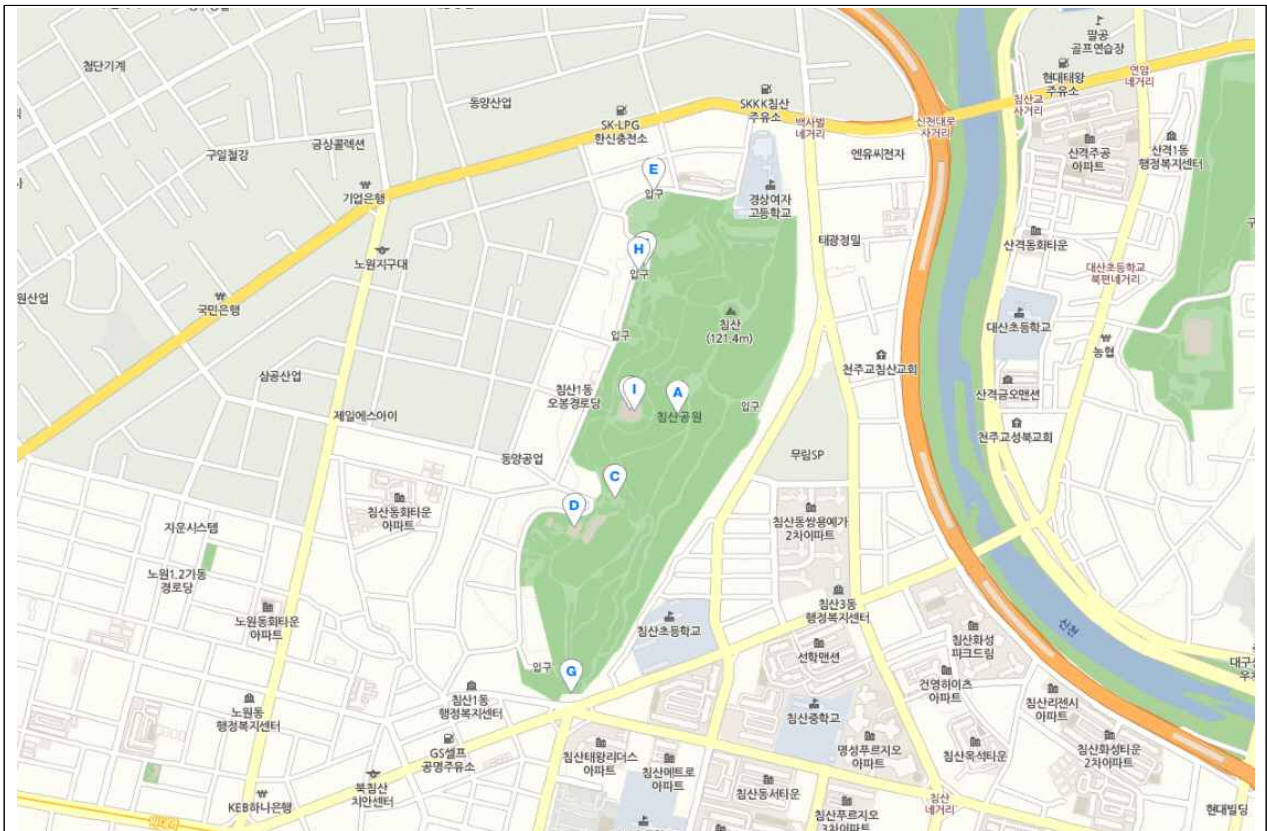 팔공
골프연습장
첨단기계
현대태왕
주유소
연암
네거리
동양산업
SKKK침산
주유소
침산교
사거리
SK-LPG
한신충전소
백사벌
네거리
신천대로
사거리
금상콜렉션
구일철강
엔유씨전자
산격주공
아파트
산격1동
행정복지센터
E
입구
기업은행
경상여자
고등학교
태광정밀
산격동화타운
H
입구
노원지구대
대산초등학교
북편네거리
원산업
국민은행
침산
(121.4m)
대산초등학교
입구
농협
천주교침산교회
삼공산업
침산1동
오봉경로당
I
A
침산공원
입구
산격금오맨션
제일에스아이
천주교성북교회
동양공업
무림SP
C
D
침산동화타운
아파트
지운시스템
침산동쌍용예가
2차아파트
노원1,2가동
경로당
노원동화타운
아파트
침산3동
행정복지센터
침산초등학교
신천
선학맨션
침산화성
파크드림
입구
G
건영하이츠
아파트
침산1동
행정복지센터
노원동
행정복지센터
침산리젠시
아파트
침산중학교
GS셀프
공명주유소
침산태왕리더스
아파트
명성푸르지오
아파트
침산옥석타운
침산화성타운
2차아파트
침산메트로
아파트
북침산
치안센터
침산동서타운
KEB하나은행
침산푸르지오
3차아파트
침산
네거리
현대빌딩